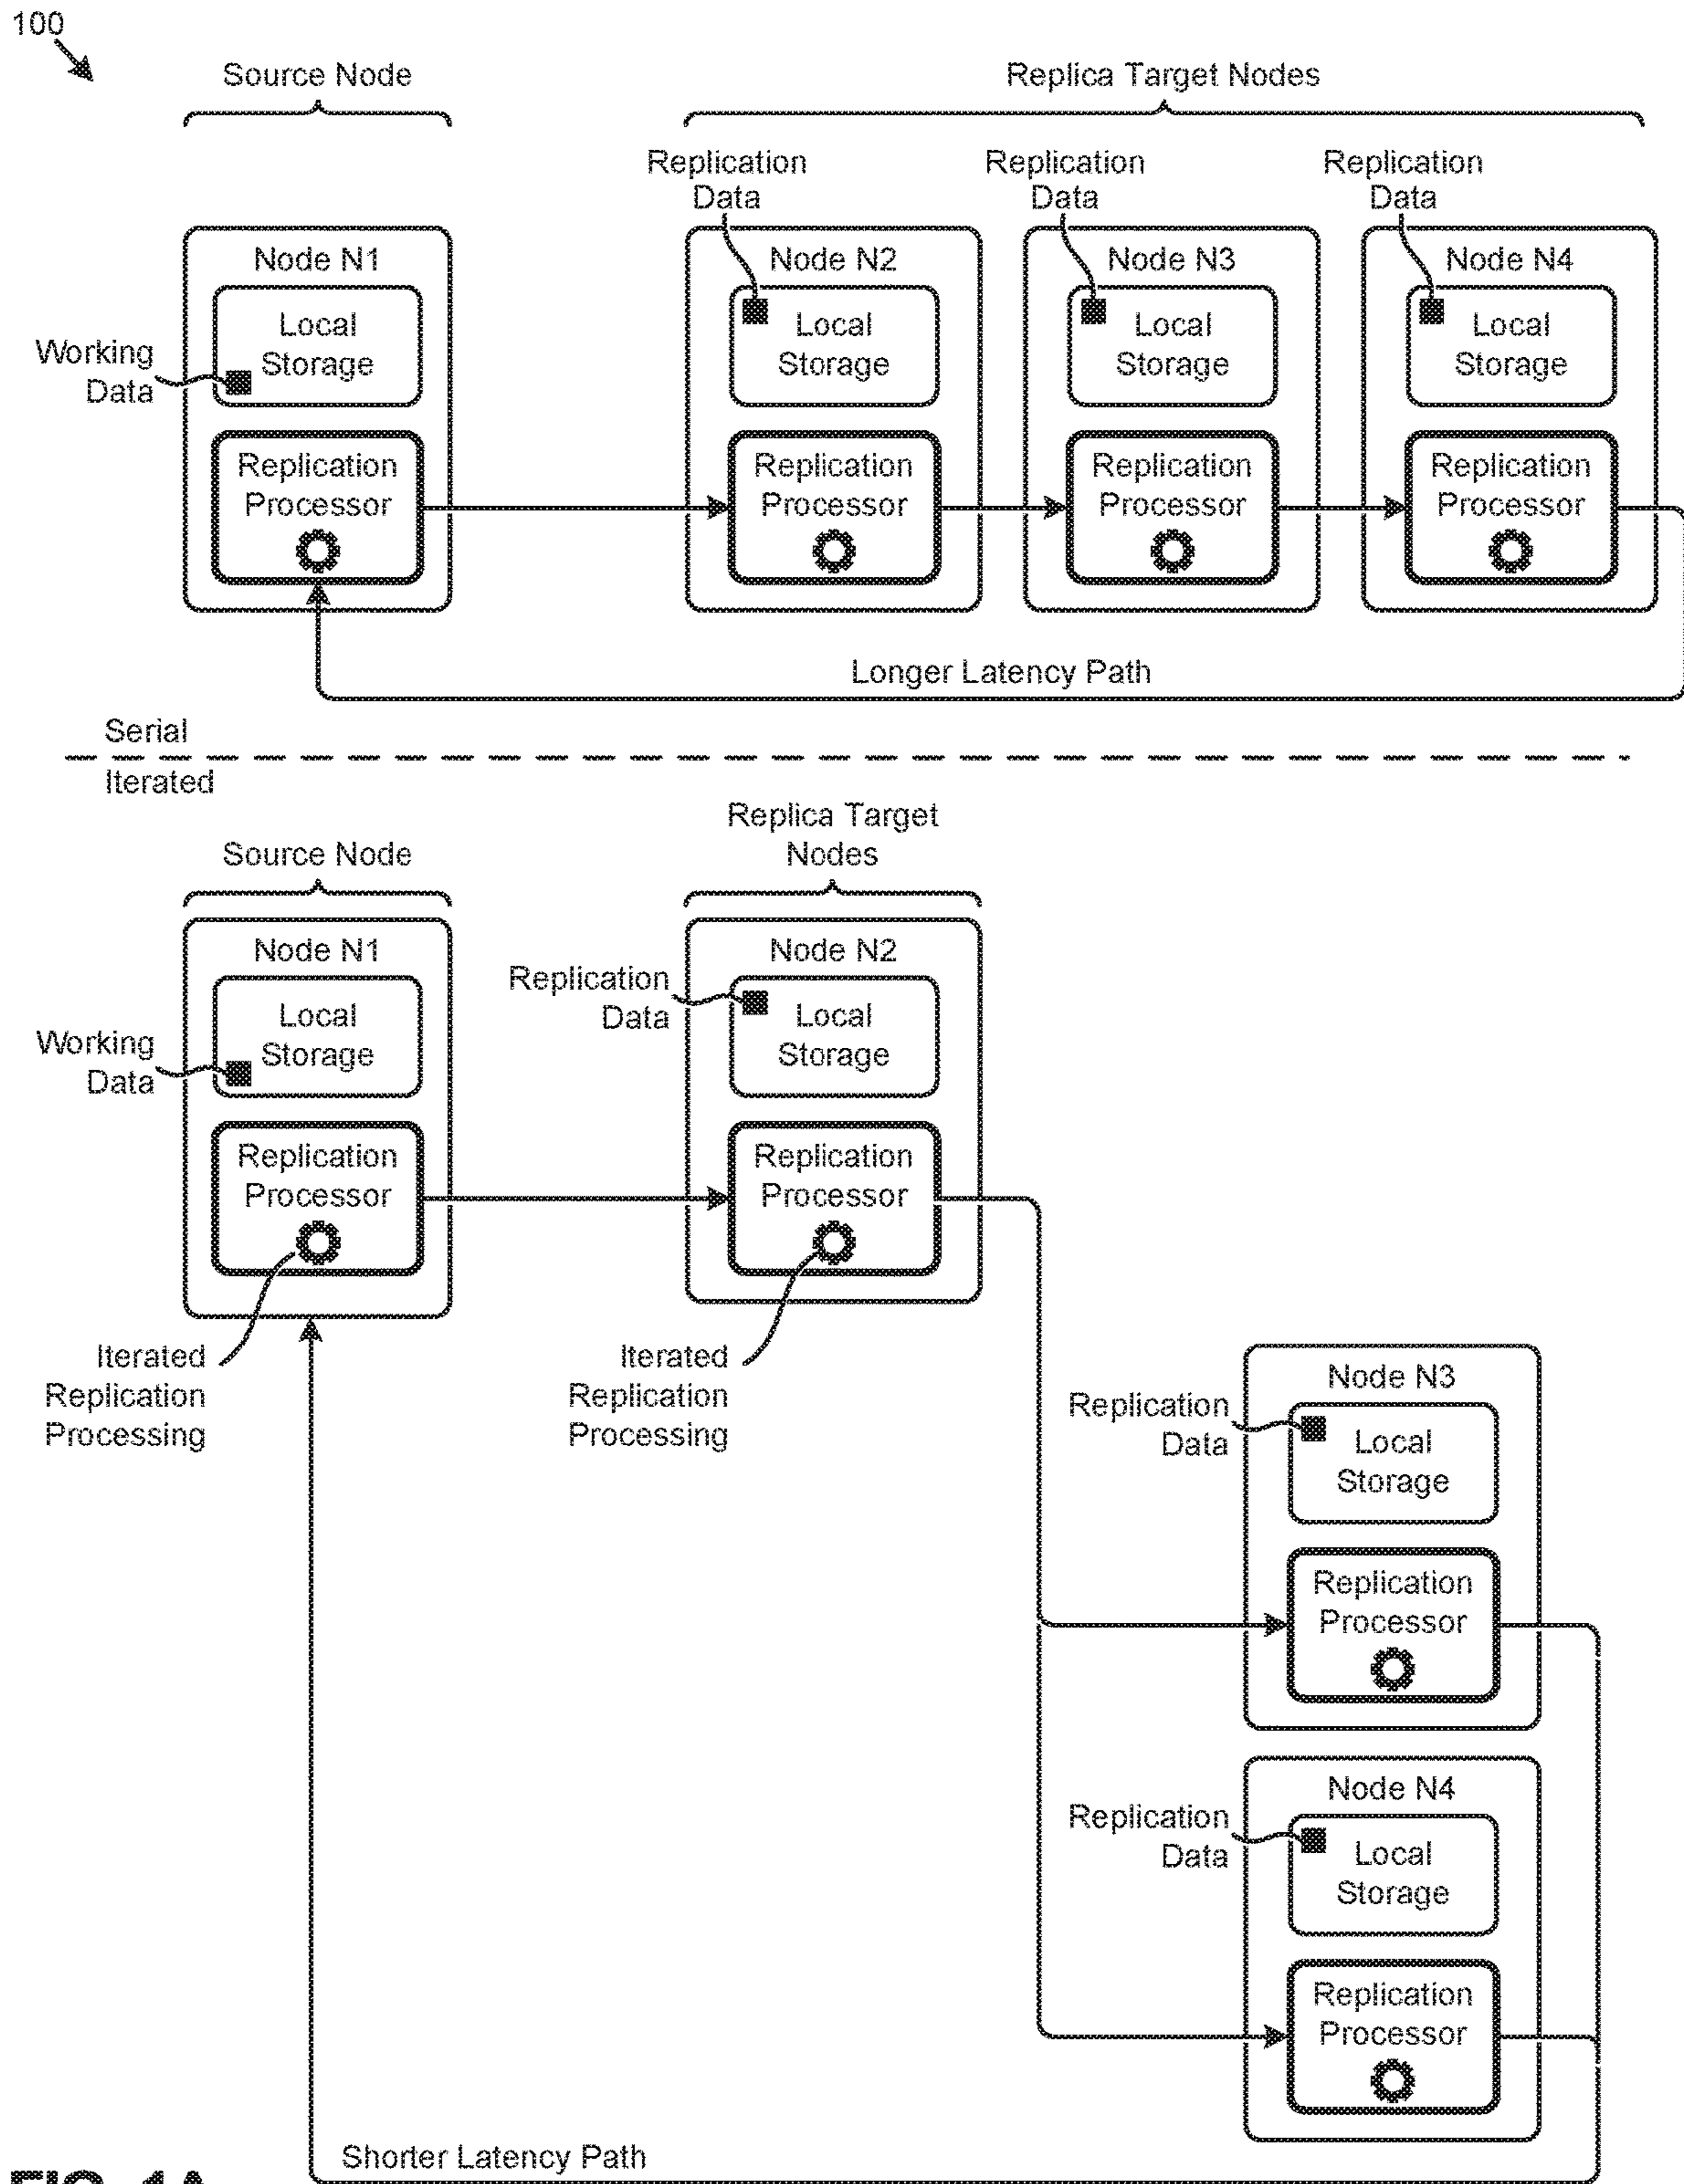 100
Source Node
Replica Target Nodes
Replication
Data
Replication
Data
Replication
Data
Node N1
Node N2
Node N3
Node N4
Local
Storage
Local
Storage
Local
Storage
Local
Storage
Working
Data
Replication
Processor
Replication
Processor
Replication
Processor
Replication
Processor
Longer Latency Path
Serial
Iterated
Replica Target
Nodes
Source Node
Node N1
Node N2
Replication
Data
Local
Storage
Local
Storage
Working
Data
Replication
Processor
Replication
Processor
Iterated
Replication
Processing
Iterated
Replication
Processing
Node N3
Replication
Data
Local
Storage
Replication
Processor
Node N4
Replication
Data
Local
Storage
Replication
Processor
Shorter Latency Path
FIG. 1A